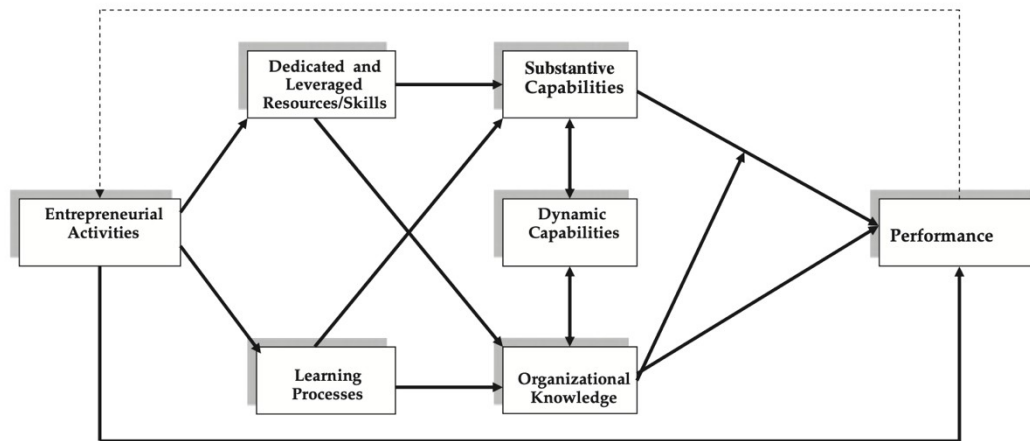 Dedicated and
Leveraged
Resources/Skills
Substantive
Capabilities
Entrepreneurial
Activities
Dynamic
Capabilities
Performance
Learning
Processes
Organizational
Knowledge